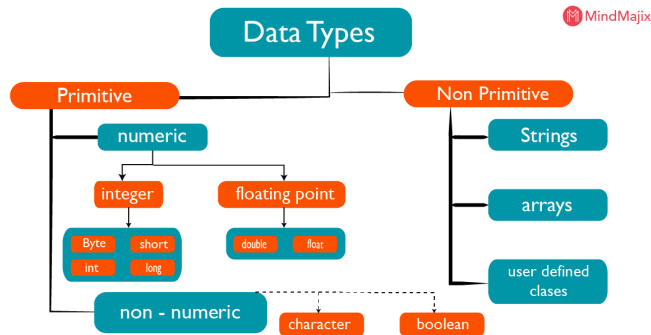 MindMajix
Data Types
Primitive
Non Primitive
numeric
Strings
integer
floating point
arrays
Byte
short
double
float
int
long
user defined
clases
non - numeric
character
boolean